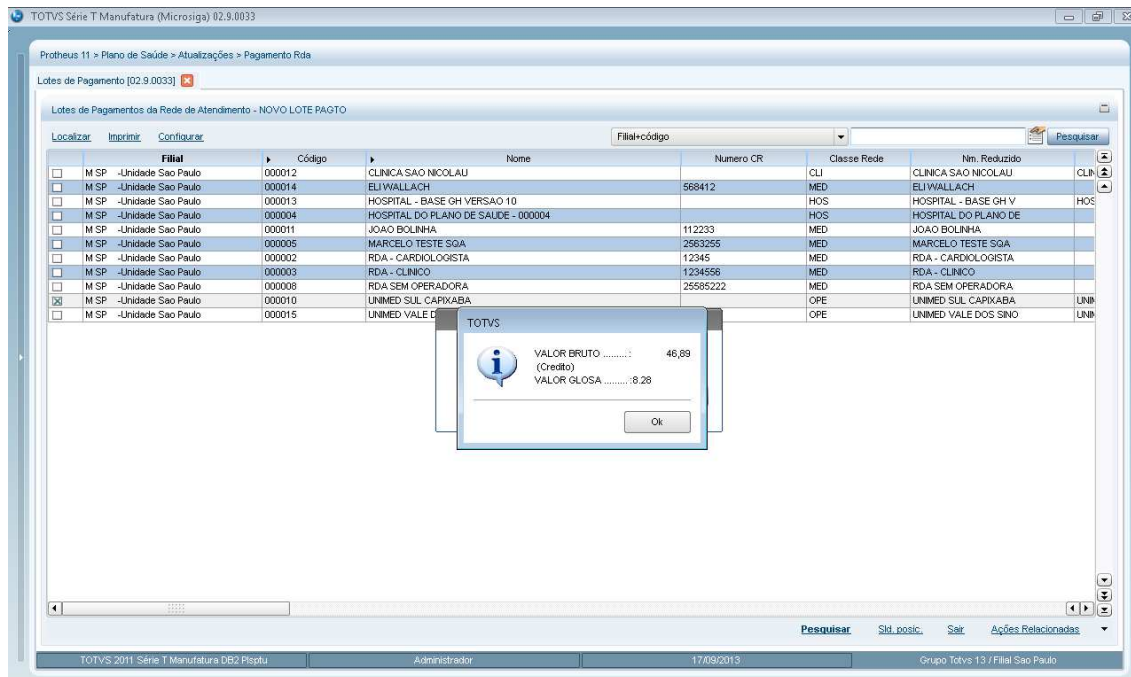 TOTVS Série T Manufatura (Microsiga) 02.9.0033
Protheus 11 > Plano de Saúde > Atualizações > Pagamento Rda
Lotes de Pagamento [02.9.0033]
Lotes de Pagamentos da Rede de Atendimento - NOVO LOTE PAGTO
Localizar Imprimir Configurar Filial+código Pesquisar
Filial Código Nome Numero CR Classe Rede Nm. Reduzido
M SP -Unidade Sao Paulo 000012 CLINICA SAO NICOLAU CLI CLINICA SAO NICOLAU CLIN
M SP -Unidade Sao Paulo 000014 ELI WALLACH 568412 MED ELI WALLACH
M SP -Unidade Sao Paulo 000013 HOSPITAL - BASE GH VERSAO 10 HOS HOSPITAL - BASE GH V HOS
M SP -Unidade Sao Paulo 000004 HOSPITAL DO PLANO DE SAUDE - 000004 HOS HOSPITAL DO PLANO DE
M SP -Unidade Sao Paulo 000011 JOAO BOLINHA 112233 MED JOAO BOLINHA
M SP -Unidade Sao Paulo 000005 MARCELO TESTE SQA 2563255 MED MARCELO TESTE SQA
M SP -Unidade Sao Paulo 000002 RDA - CARDIOLOGISTA 12345 MED RDA - CARDIOLOGISTA
M SP -Unidade Sao Paulo 000003 RDA - CLINICO 1234556 MED RDA - CLINICO
M SP -Unidade Sao Paulo 000008 RDA SEM OPERADORA 25585222 MED RDA SEM OPERADORA
M SP -Unidade Sao Paulo 000010 UNIMED SUL CAPIXABA OPE UNIMED SUL CAPIXABA UNIM
M SP -Unidade Sao Paulo 000015 UNIMED VALE D OPE UNIMED VALE DOS SINO UNIM
TOTVS
VALOR BRUTO .........: 46,89
(Credito)
VALOR GLOSA .........:8.28
Ok
Pesquisar Sld. posic. Sair Ações Relacionadas
TOTVS 2011 Série T Manufatura DB2 Plsptu Administrador 17/09/2013 Grupo Totvs 13 / Filial Sao Paulo